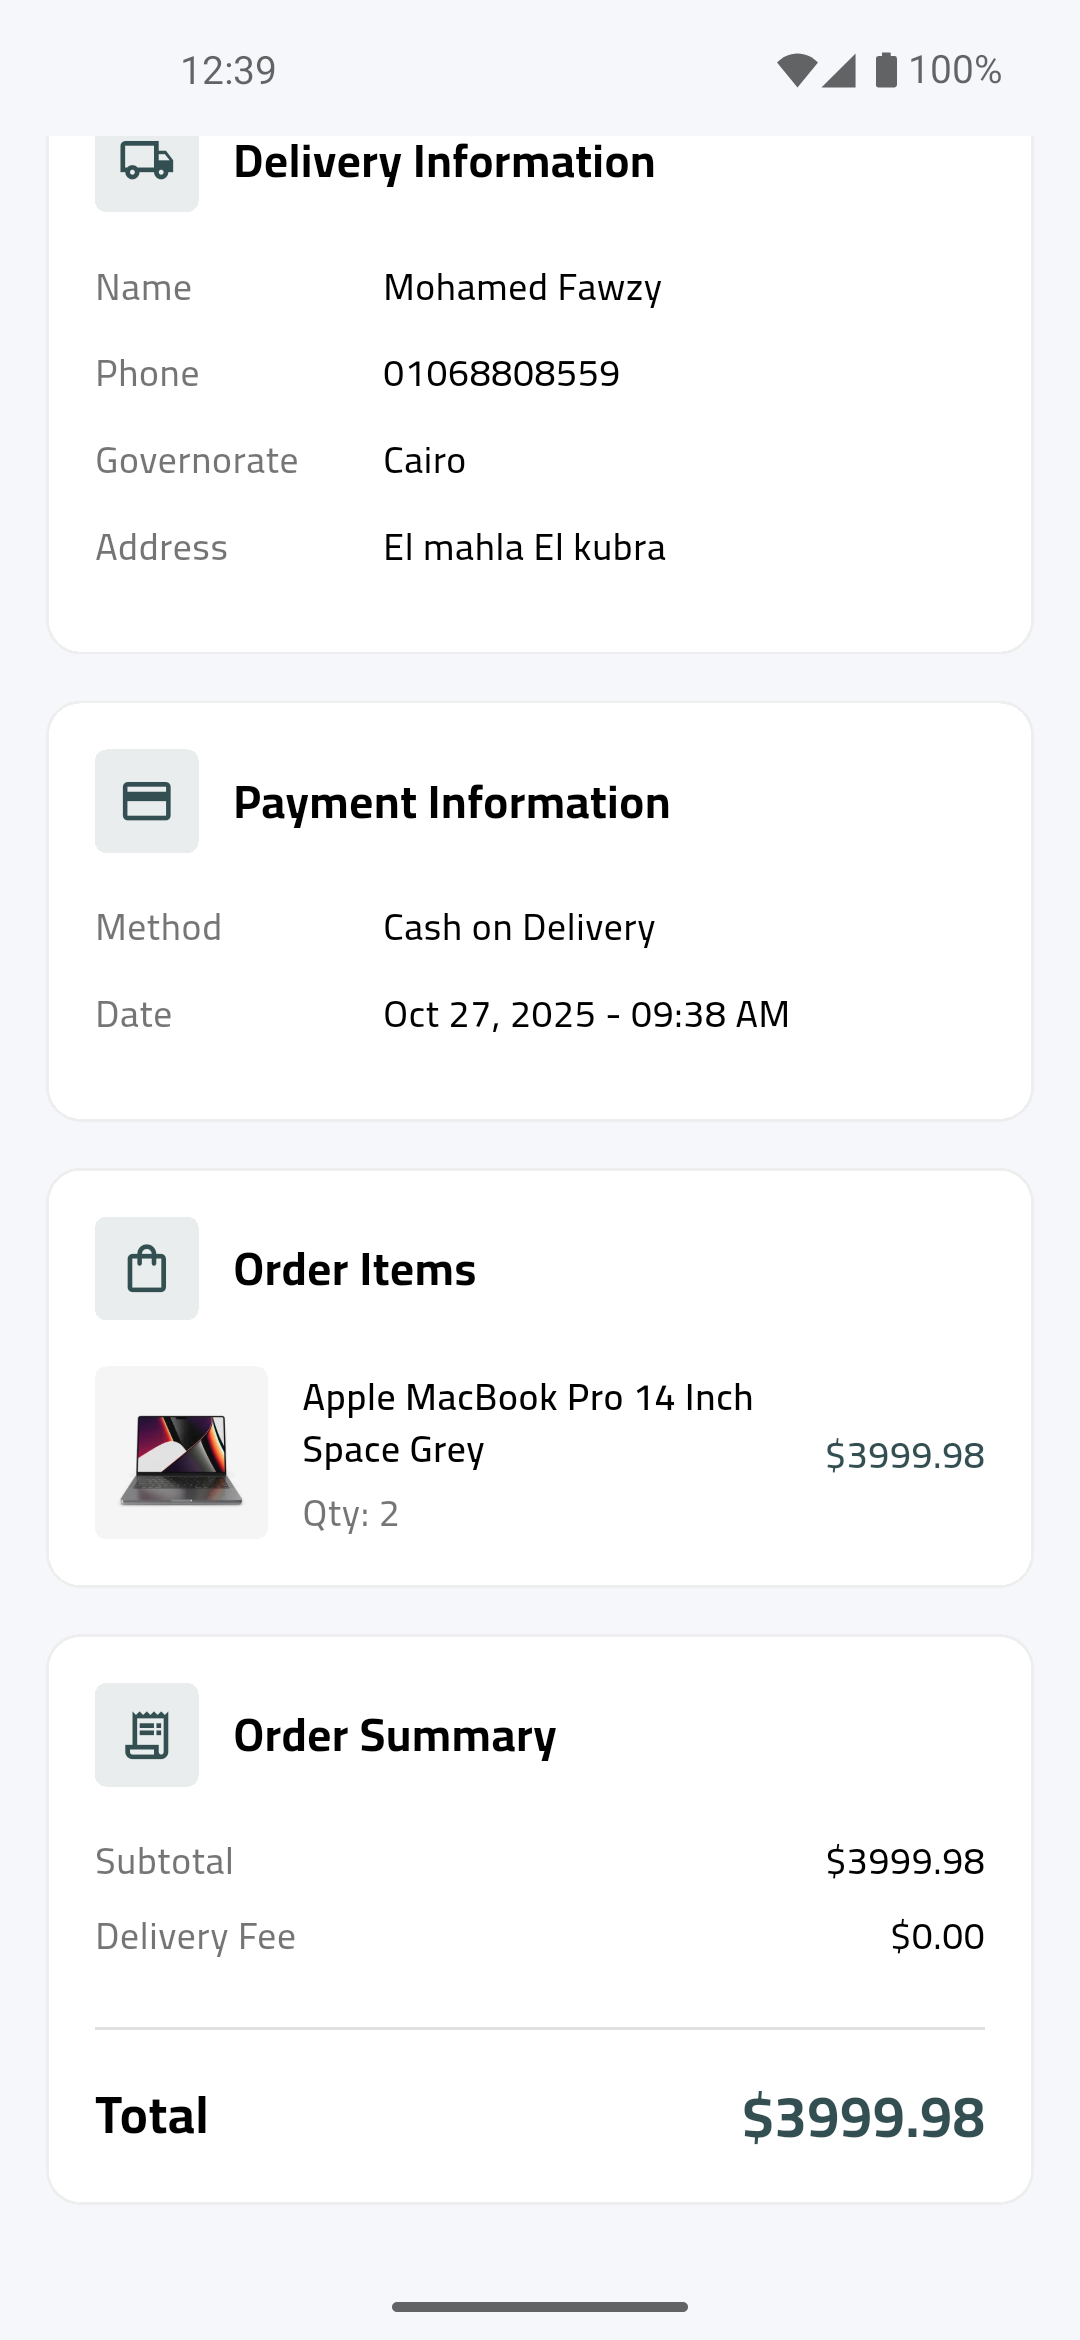 12:39
100%
Delivery Information
Name Mohamed Fawzy
Phone 01068808559
Governorate Cairo
Address El mahla El kubra
Payment Information
Method Cash on Delivery
Date Oct 27, 2025 - 09:38 AM
Order Items
Apple MacBook Pro 14 Inch
Space Grey
$3999.98
Qty: 2
Order Summary
Subtotal $3999.98
Delivery Fee $0.00
Total $3999.98